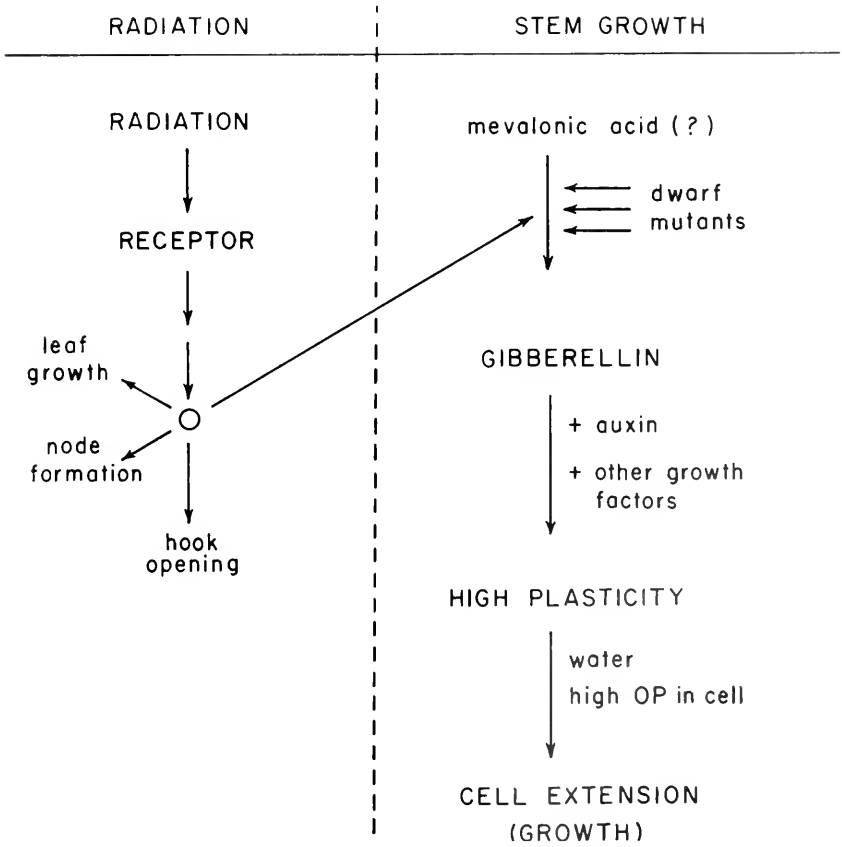 RADIATION
STEM GROWTH
RADIATION
RECEPTOR
leaf
growth
node
formation
hook
opening
mevalonic acid (?)
dwarf
mutants
GIBBERELLIN
+ auxin
+ other growth
factors
HIGH PLASTICITY
water
high OP in cell
CELL EXTENSION
(GROWTH)